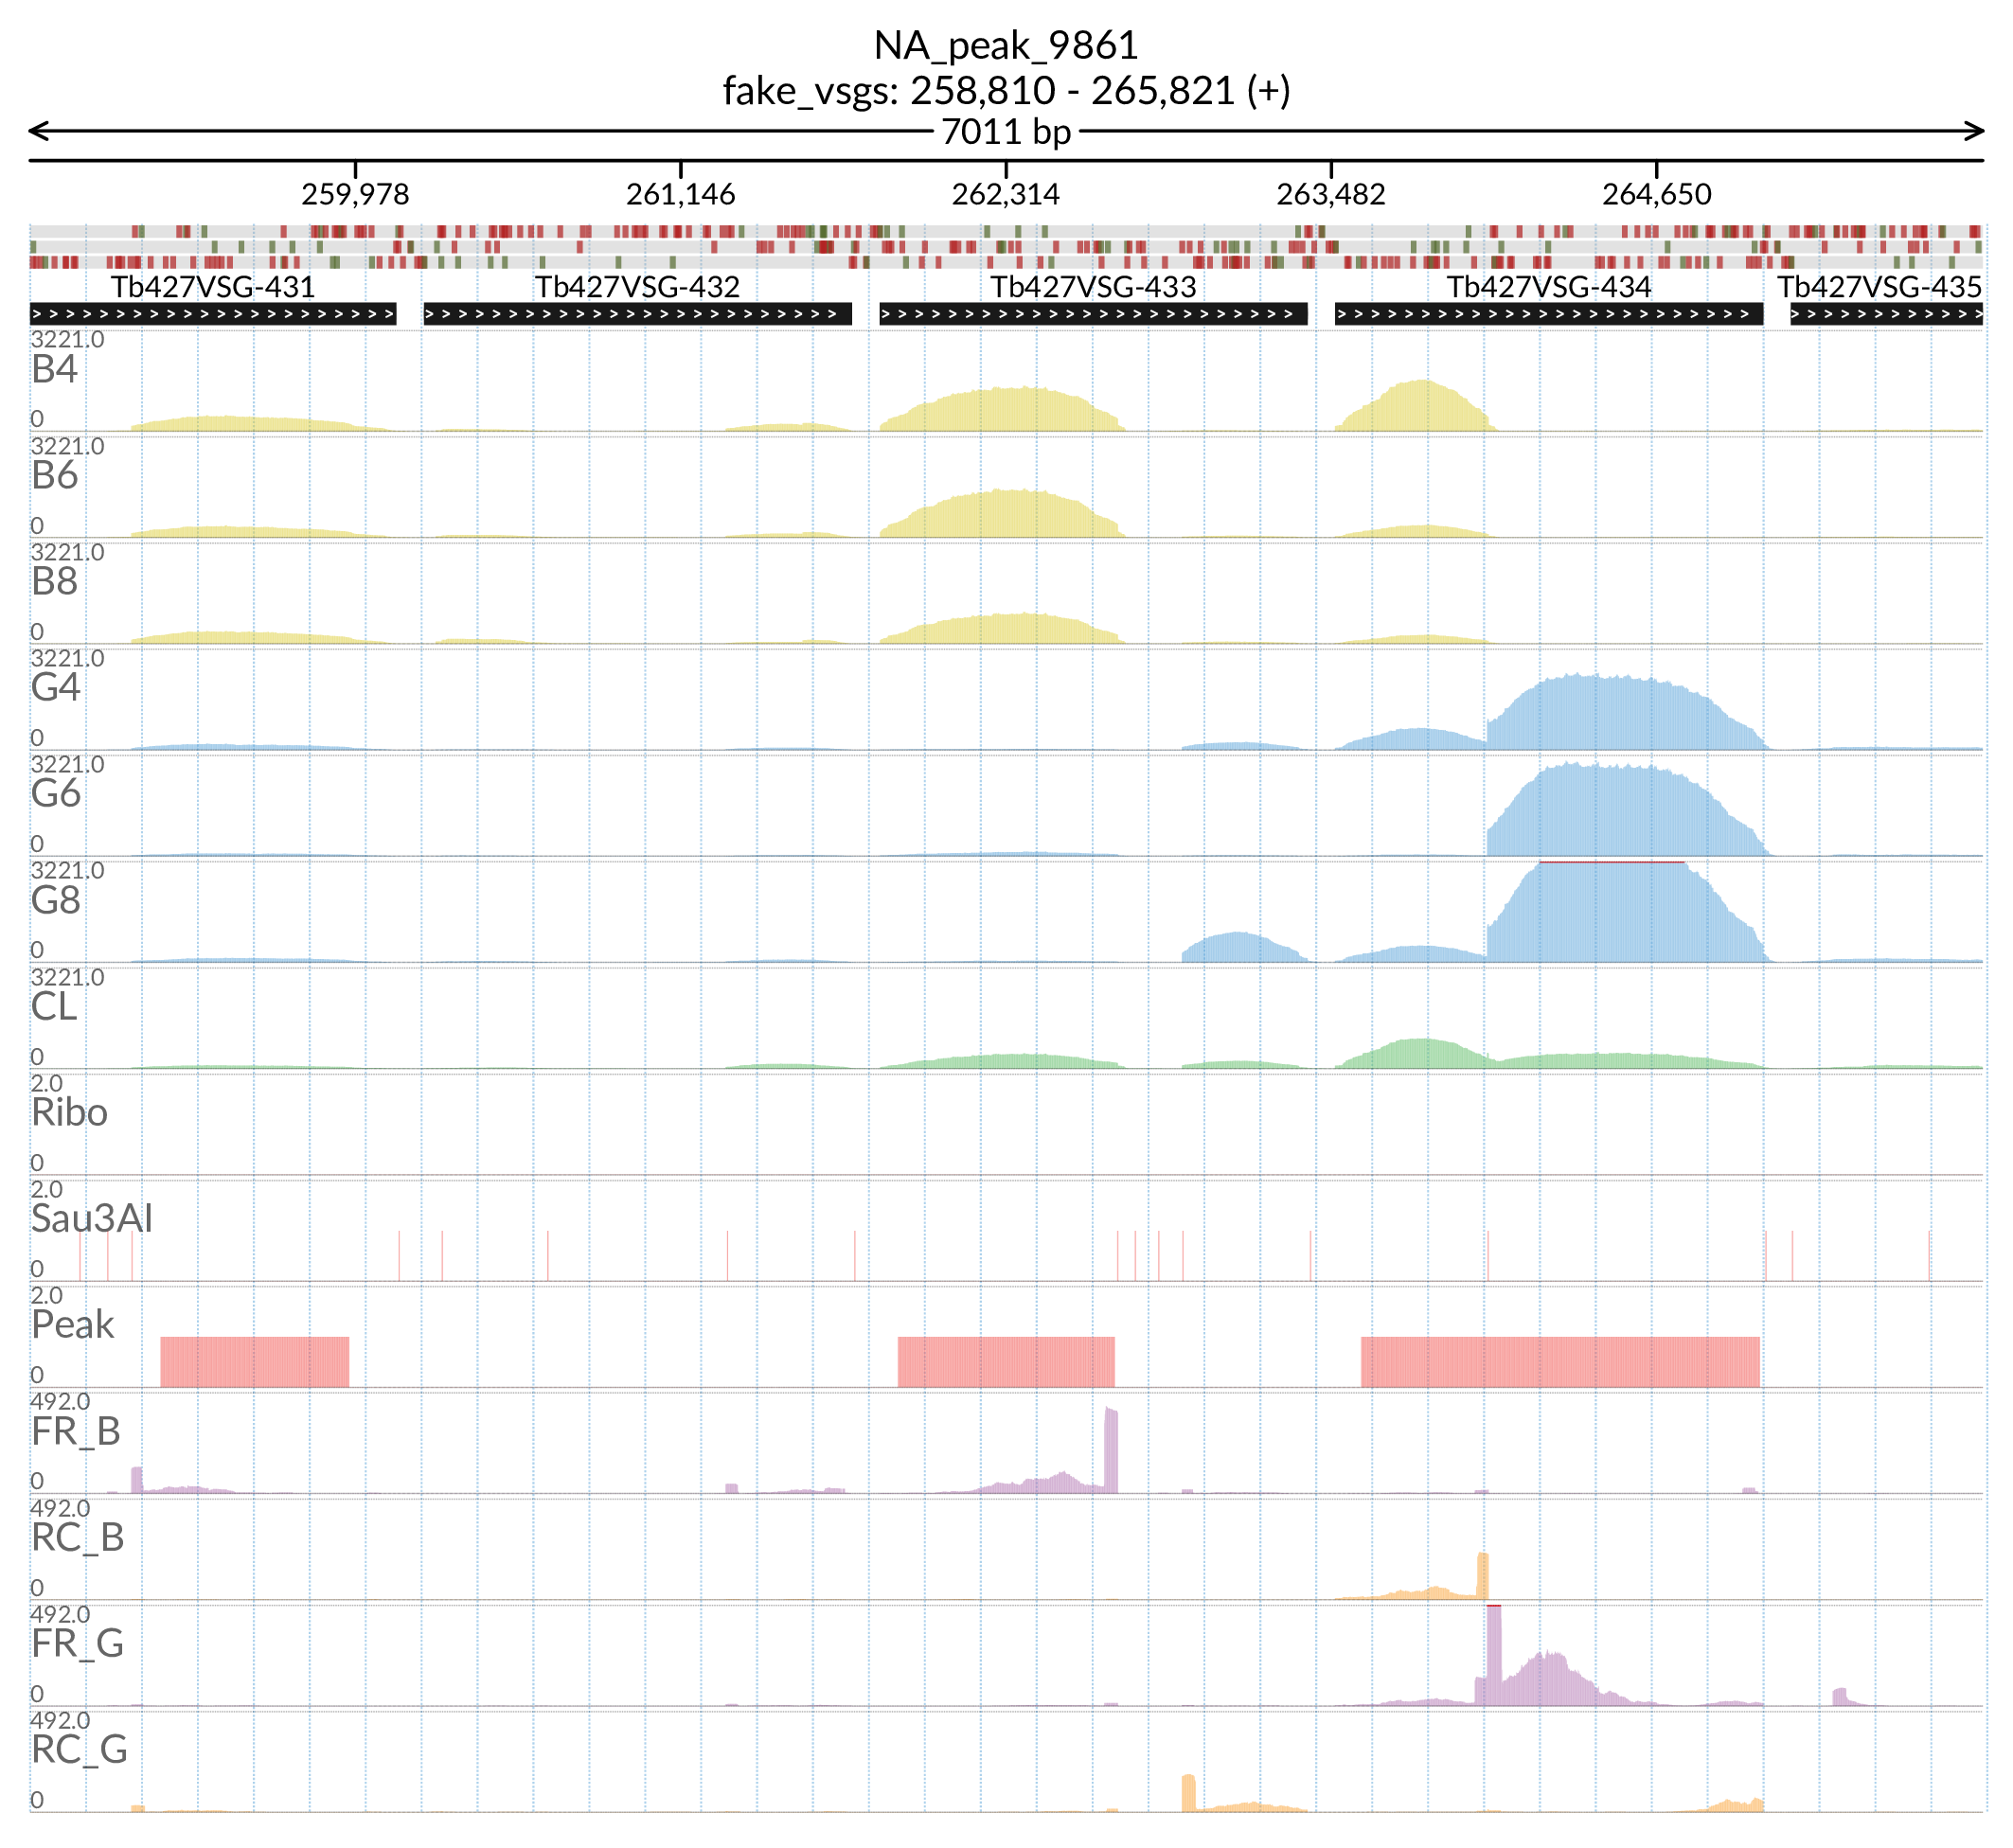 NA_peak_9861
fake_vsgs: 258,810 - 265,821 (+)
7011 bp
259,978 261,146 262,314 263,482 264,650
Tb427VSG-431 Tb427VSG-432 Tb427VSG-433 Tb427VSG-434 Tb427VSG-435
3221.0
B4
0
3221.0
B6
0
3221.0
B8
0
3221.0
G4
0
3221.0
G6
0
3221.0
G8
0
3221.0
CL
0
2.0
Ribo
0
2.0
Sau3AI
0
2.0
Peak
0
492.0
FR_B
0
492.0
RC_B
0
492.0
FR_G
0
492.0
RC_G
0